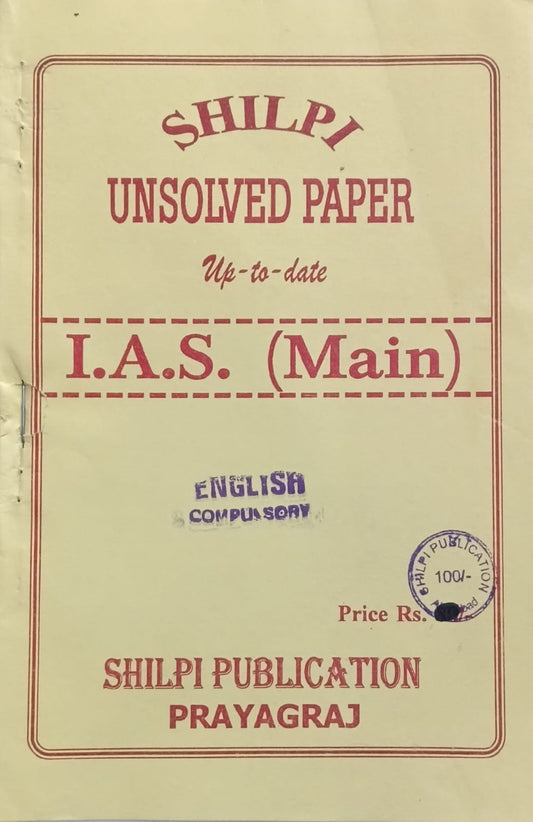 SHILPI
UNSOLVED PAPER
Up-to-date
I.A.S. (Main)
ENGLISH
COMPULSORY
SHILPI PUBLICATION
100/-
Price Rs.
SHILPI PUBLICATION
PRAYAGRAJ